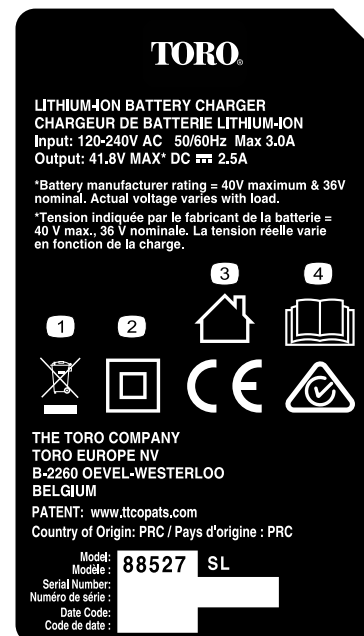 TORO®
LITHIUM-ION BATTERY CHARGER
CHARGEUR DE BATTERIE LITHIUM-ION
Input: 120-240V AC 50/60Hz Max 3.0A
Output: 41.8V MAX* DC ⎓ 2.5A
*Battery manufacturer rating = 40V maximum & 36V
nominal. Actual voltage varies with load.
*Tension indiquée par le fabricant de la batterie =
40 V max., 36 V nominale. La tension réelle varie
en fonction de la charge.
3 4
1 2
CE
THE TORO COMPANY
TORO EUROPE NV
B-2260 OEVEL-WESTERLOO
BELGIUM
PATENT: www.ttcopats.com
Country of Origin: PRC / Pays d'origine : PRC
Model:
Modèle : 88527 SL
Serial Number:
Numéro de série :
Date Code:
Code de date :